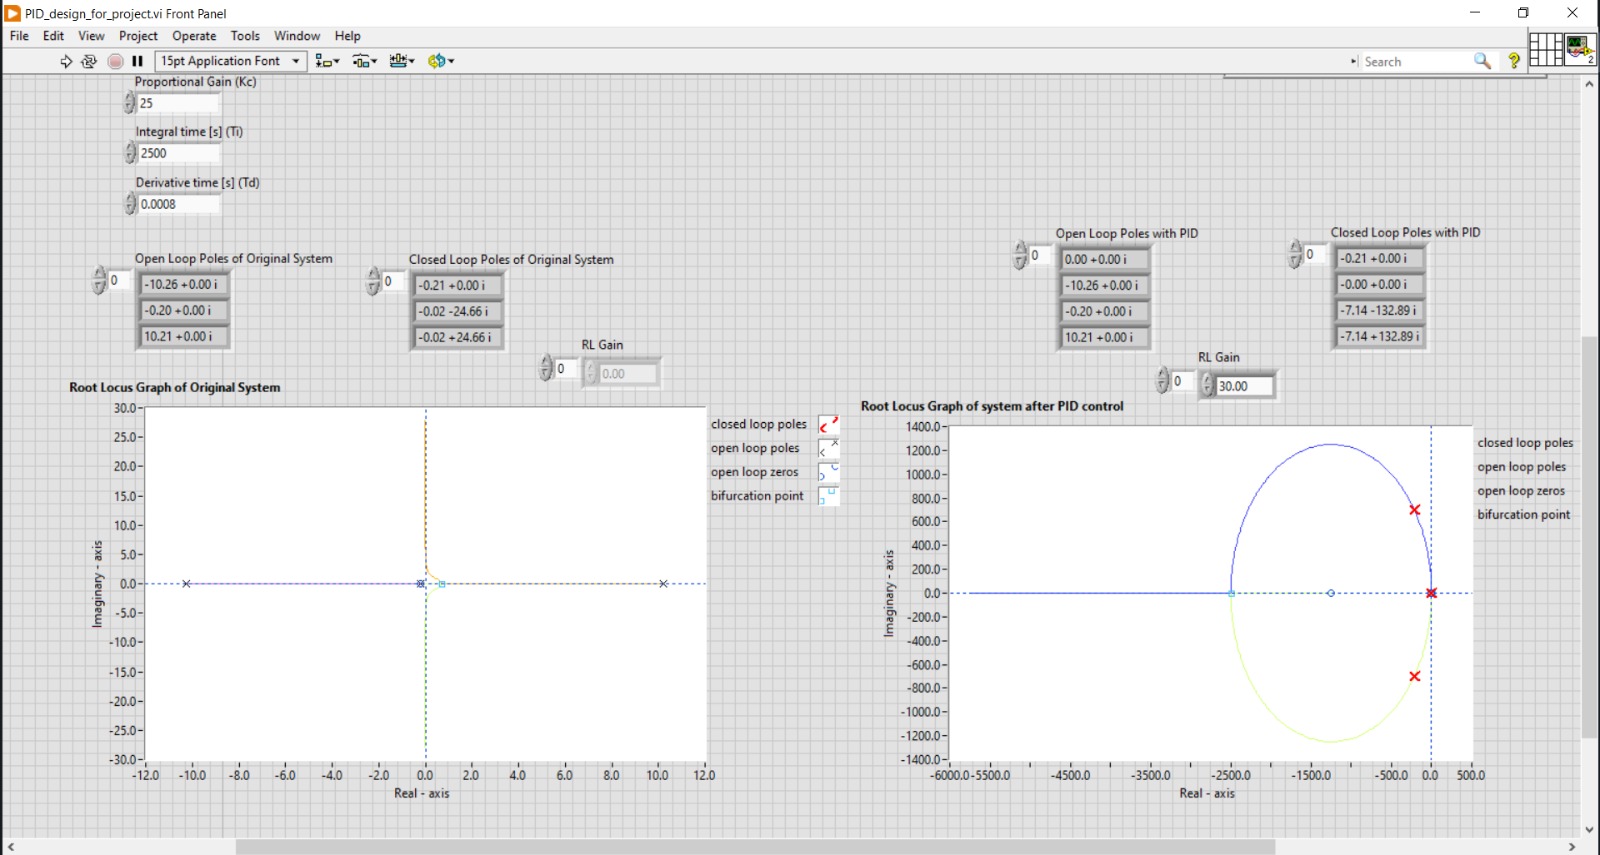 PID_design_for_project.vi Front Panel
File Edit View Project Operate Tools Window Help
15pt Application Font
Search
2
Proportional Gain (Kc)
25
Integral time [s] (Ti)
2500
Derivative time [s] (Td)
0.0008
Open Loop Poles of Original System
0
-10.26 +0.00 i
-0.20 +0.00 i
10.21 +0.00 i
Closed Loop Poles of Original System
0
-0.21 +0.00 i
-0.02 -24.66 i
-0.02 +24.66 i
RL Gain
0
0.00
Open Loop Poles with PID
0
0.00 +0.00 i
-10.26 +0.00 i
-0.20 +0.00 i
10.21 +0.00 i
Closed Loop Poles with PID
0
-0.21 +0.00 i
-0.00 +0.00 i
-7.14 -132.89 i
-7.14 +132.89 i
RL Gain
0
30.00
Root Locus Graph of Original System
30.0
25.0
20.0
15.0
10.0
5.0
0.0
-5.0
-10.0
-15.0
-20.0
-25.0
-30.0
Imaginary - axis
-12.0 -10.0 -8.0 -6.0 -4.0 -2.0 0.0 2.0 4.0 6.0 8.0 10.0 12.0
Real - axis
closed loop poles
open loop poles
open loop zeros
bifurcation point
Root Locus Graph of system after PID control
1400.0
1200.0
1000.0
800.0
600.0
400.0
200.0
0.0
-200.0
-400.0
-600.0
-800.0
-1000.0
-1200.0
-1400.0
Imaginary - axis
-6000.0 -5500.0 -4500.0 -3500.0 -2500.0 -1500.0 -500.0 0.0 500.0
Real - axis
closed loop poles
open loop poles
open loop zeros
bifurcation point